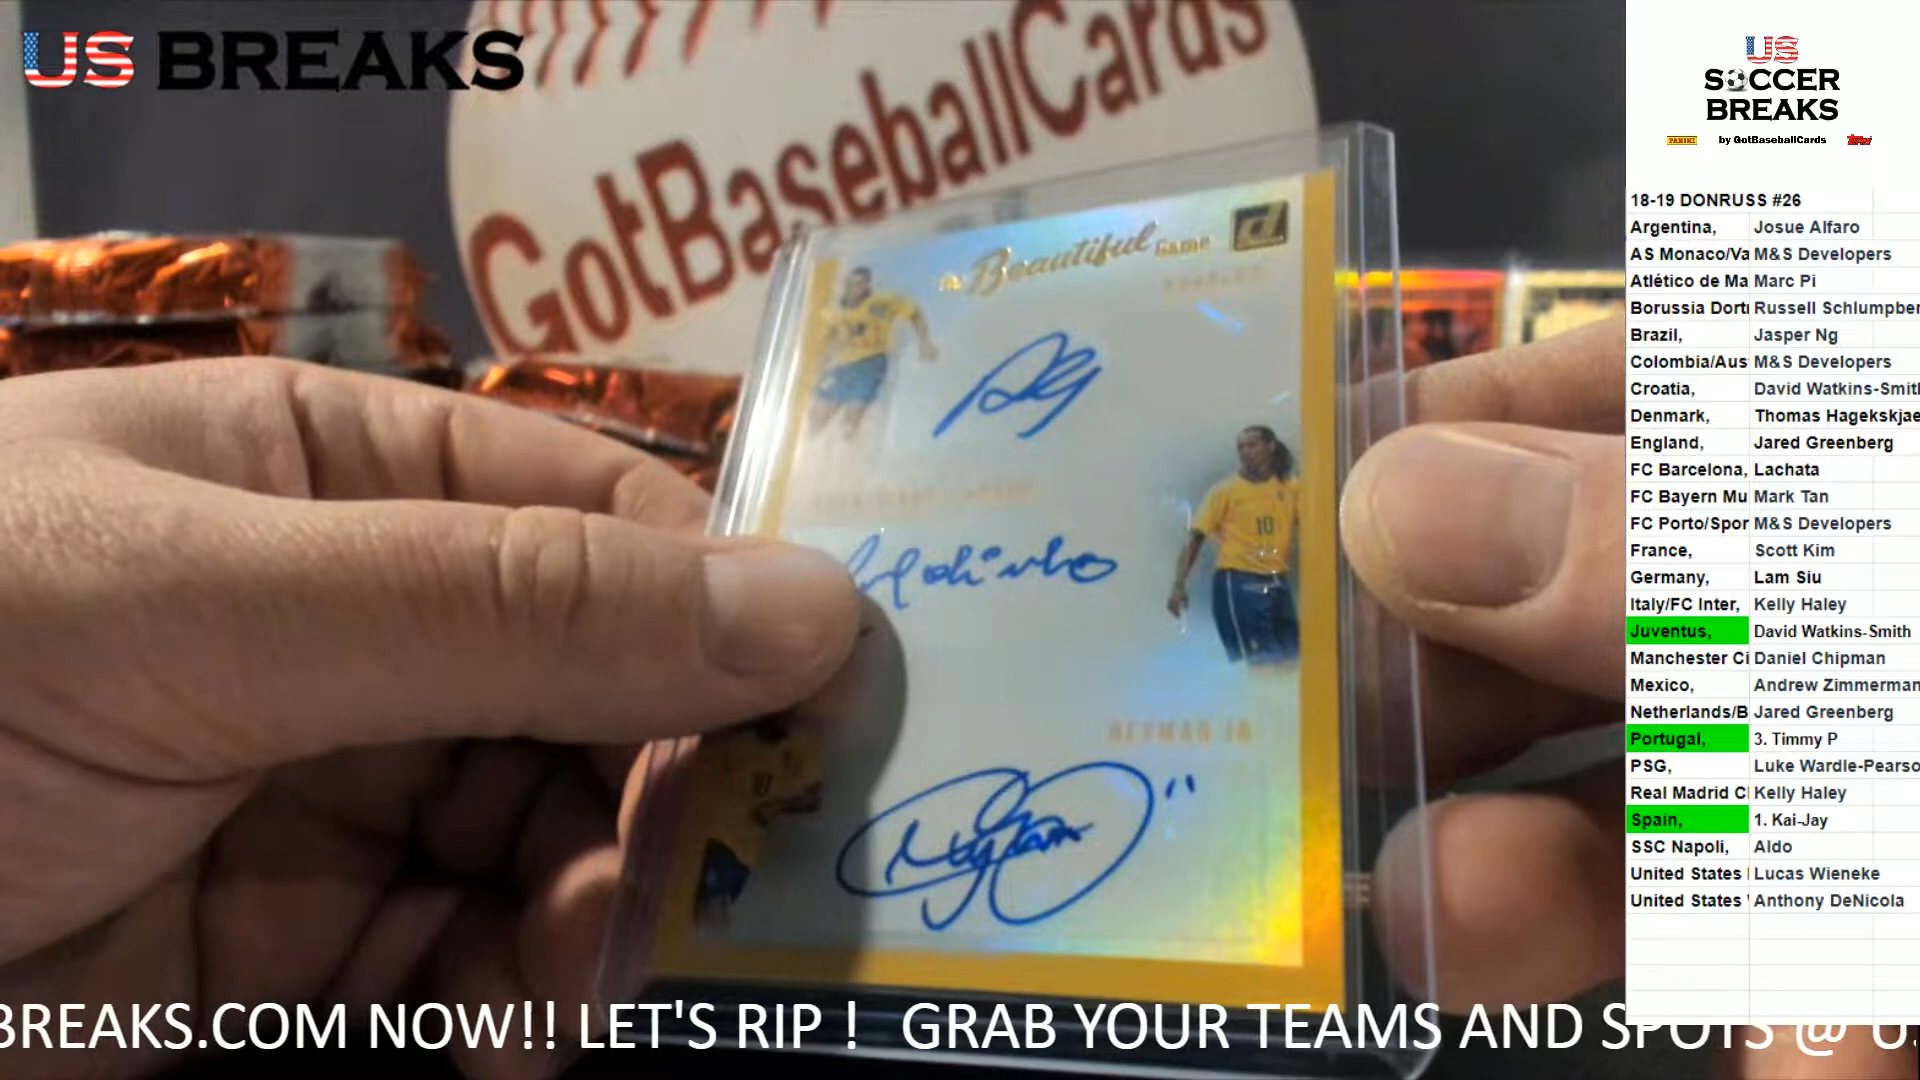 US BREAKS
GotBaseballCards
The Beautiful Game
NEYMAR JR
10
US
SOCCER
BREAKS
PANINI by GotBaseballCards Topps
18-19 DONRUSS #26
Argentina, Josue Alfaro
AS Monaco/Va M&S Developers
Atlético de Ma Marc Pi
Borussia Dort Russell Schlumpber
Brazil, Jasper Ng
Colombia/Aus M&S Developers
Croatia, David Watkins-Smith
Denmark, Thomas Hagekskjae
England, Jared Greenberg
FC Barcelona, Lachata
FC Bayern Mu Mark Tan
FC Porto/Spor M&S Developers
France, Scott Kim
Germany, Lam Siu
Italy/FC Inter, Kelly Haley
Juventus, David Watkins-Smith
Manchester Ci Daniel Chipman
Mexico, Andrew Zimmerman
Netherlands/B Jared Greenberg
Portugal, 3. Timmy P
PSG, Luke Wardle-Pearso
Real Madrid C Kelly Haley
Spain, 1. Kai-Jay
SSC Napoli, Aldo
United States Lucas Wieneke
United States Anthony DeNicola
BREAKS.COM NOW!! LET'S RIP ! GRAB YOUR TEAMS AND SPOTS @ U